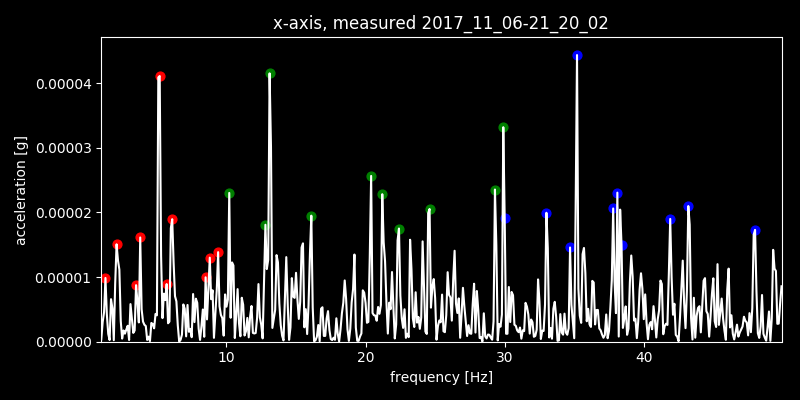 x-axis, measured 2017_11_06-21_20_02
0.00004
0.00003
0.00002
0.00001
0.00000
acceleration [g]
10 20 30 40
frequency [Hz]